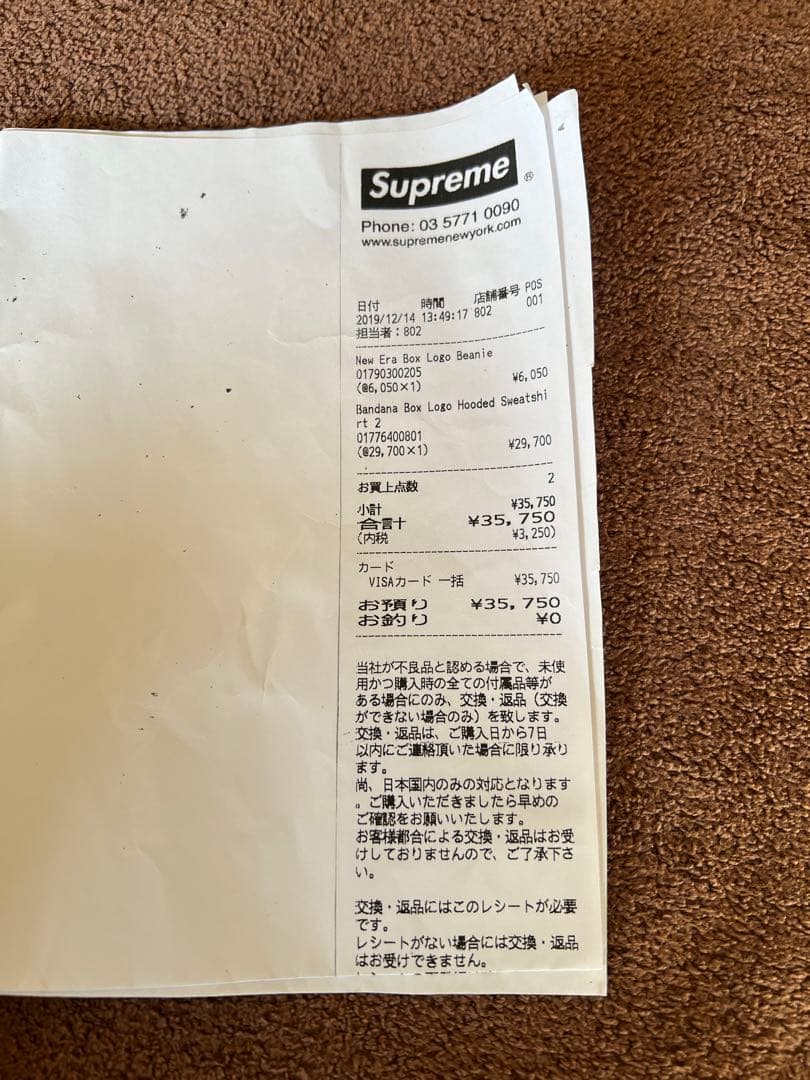 Supreme ®
Phone: 03 5771 0090
www.supremenewyork.com
日付 時間 店舗番号 POS
2019/12/14 13:49:17 802 001
担当者:802
New Era Box Logo Beanie
01790300205
(@6,050×1) ¥6,050
Bandana Box Logo Hooded Sweatshi
rt 2
01776400801
(@29,700×1) ¥29,700
お買上点数 2
小計 ¥35,750
合計 ¥35,750
(内税 ¥3,250)
カード
VISAカード 一括 ¥35,750
お預り ¥35,750
お釣り ¥0
当社が不良品と認める場合で、未使
用かつ購入時の全ての付属品等が
ある場合にのみ、交換・返品(交換
ができない場合のみ)を致します。
交換・返品は、ご購入日から7日
以内にご連絡頂いた場合に限り承り
ます。
尚、日本国内のみの対応となります
。ご購入いただきましたら早めの
ご確認をお願いいたします。
お客様都合による交換・返品はお受
けしておりませんので、ご了承下さ
い。
交換・返品にはこのレシートが必要
です。
レシートがない場合には交換・返品
はお受けできません。